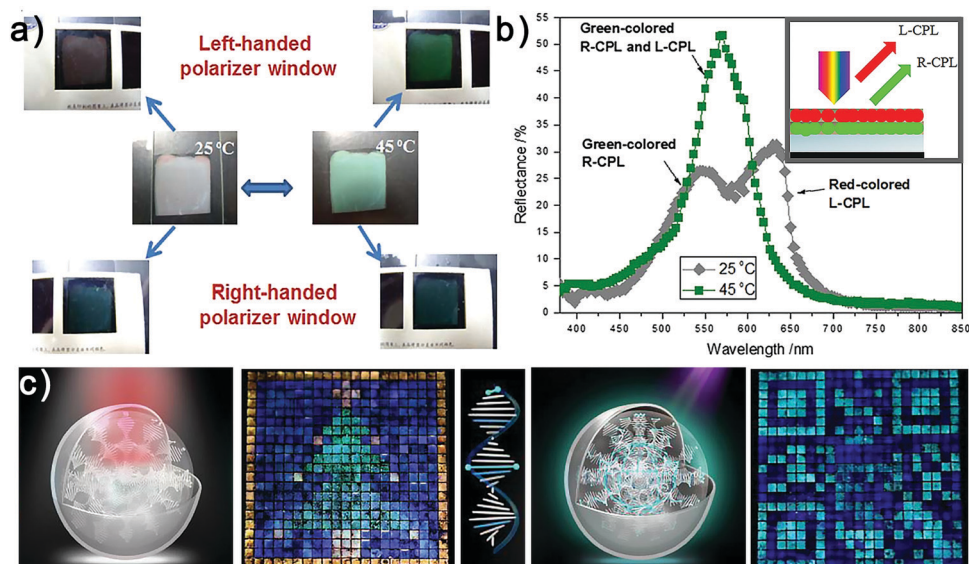 a)
Left-handed
polarizer window
25 °C
45 °C
Right-handed
polarizer window
b)
Green-colored
R-CPL and L-CPL
Green-colored
R-CPL
Red-colored
L-CPL
L-CPL
R-CPL
25 °C
45 °C
Reflectance /%
55
50
45
40
35
30
25
20
15
10
5
0
400 450 500 550 600 650 700 750 800 850
Wavelength /nm
c)